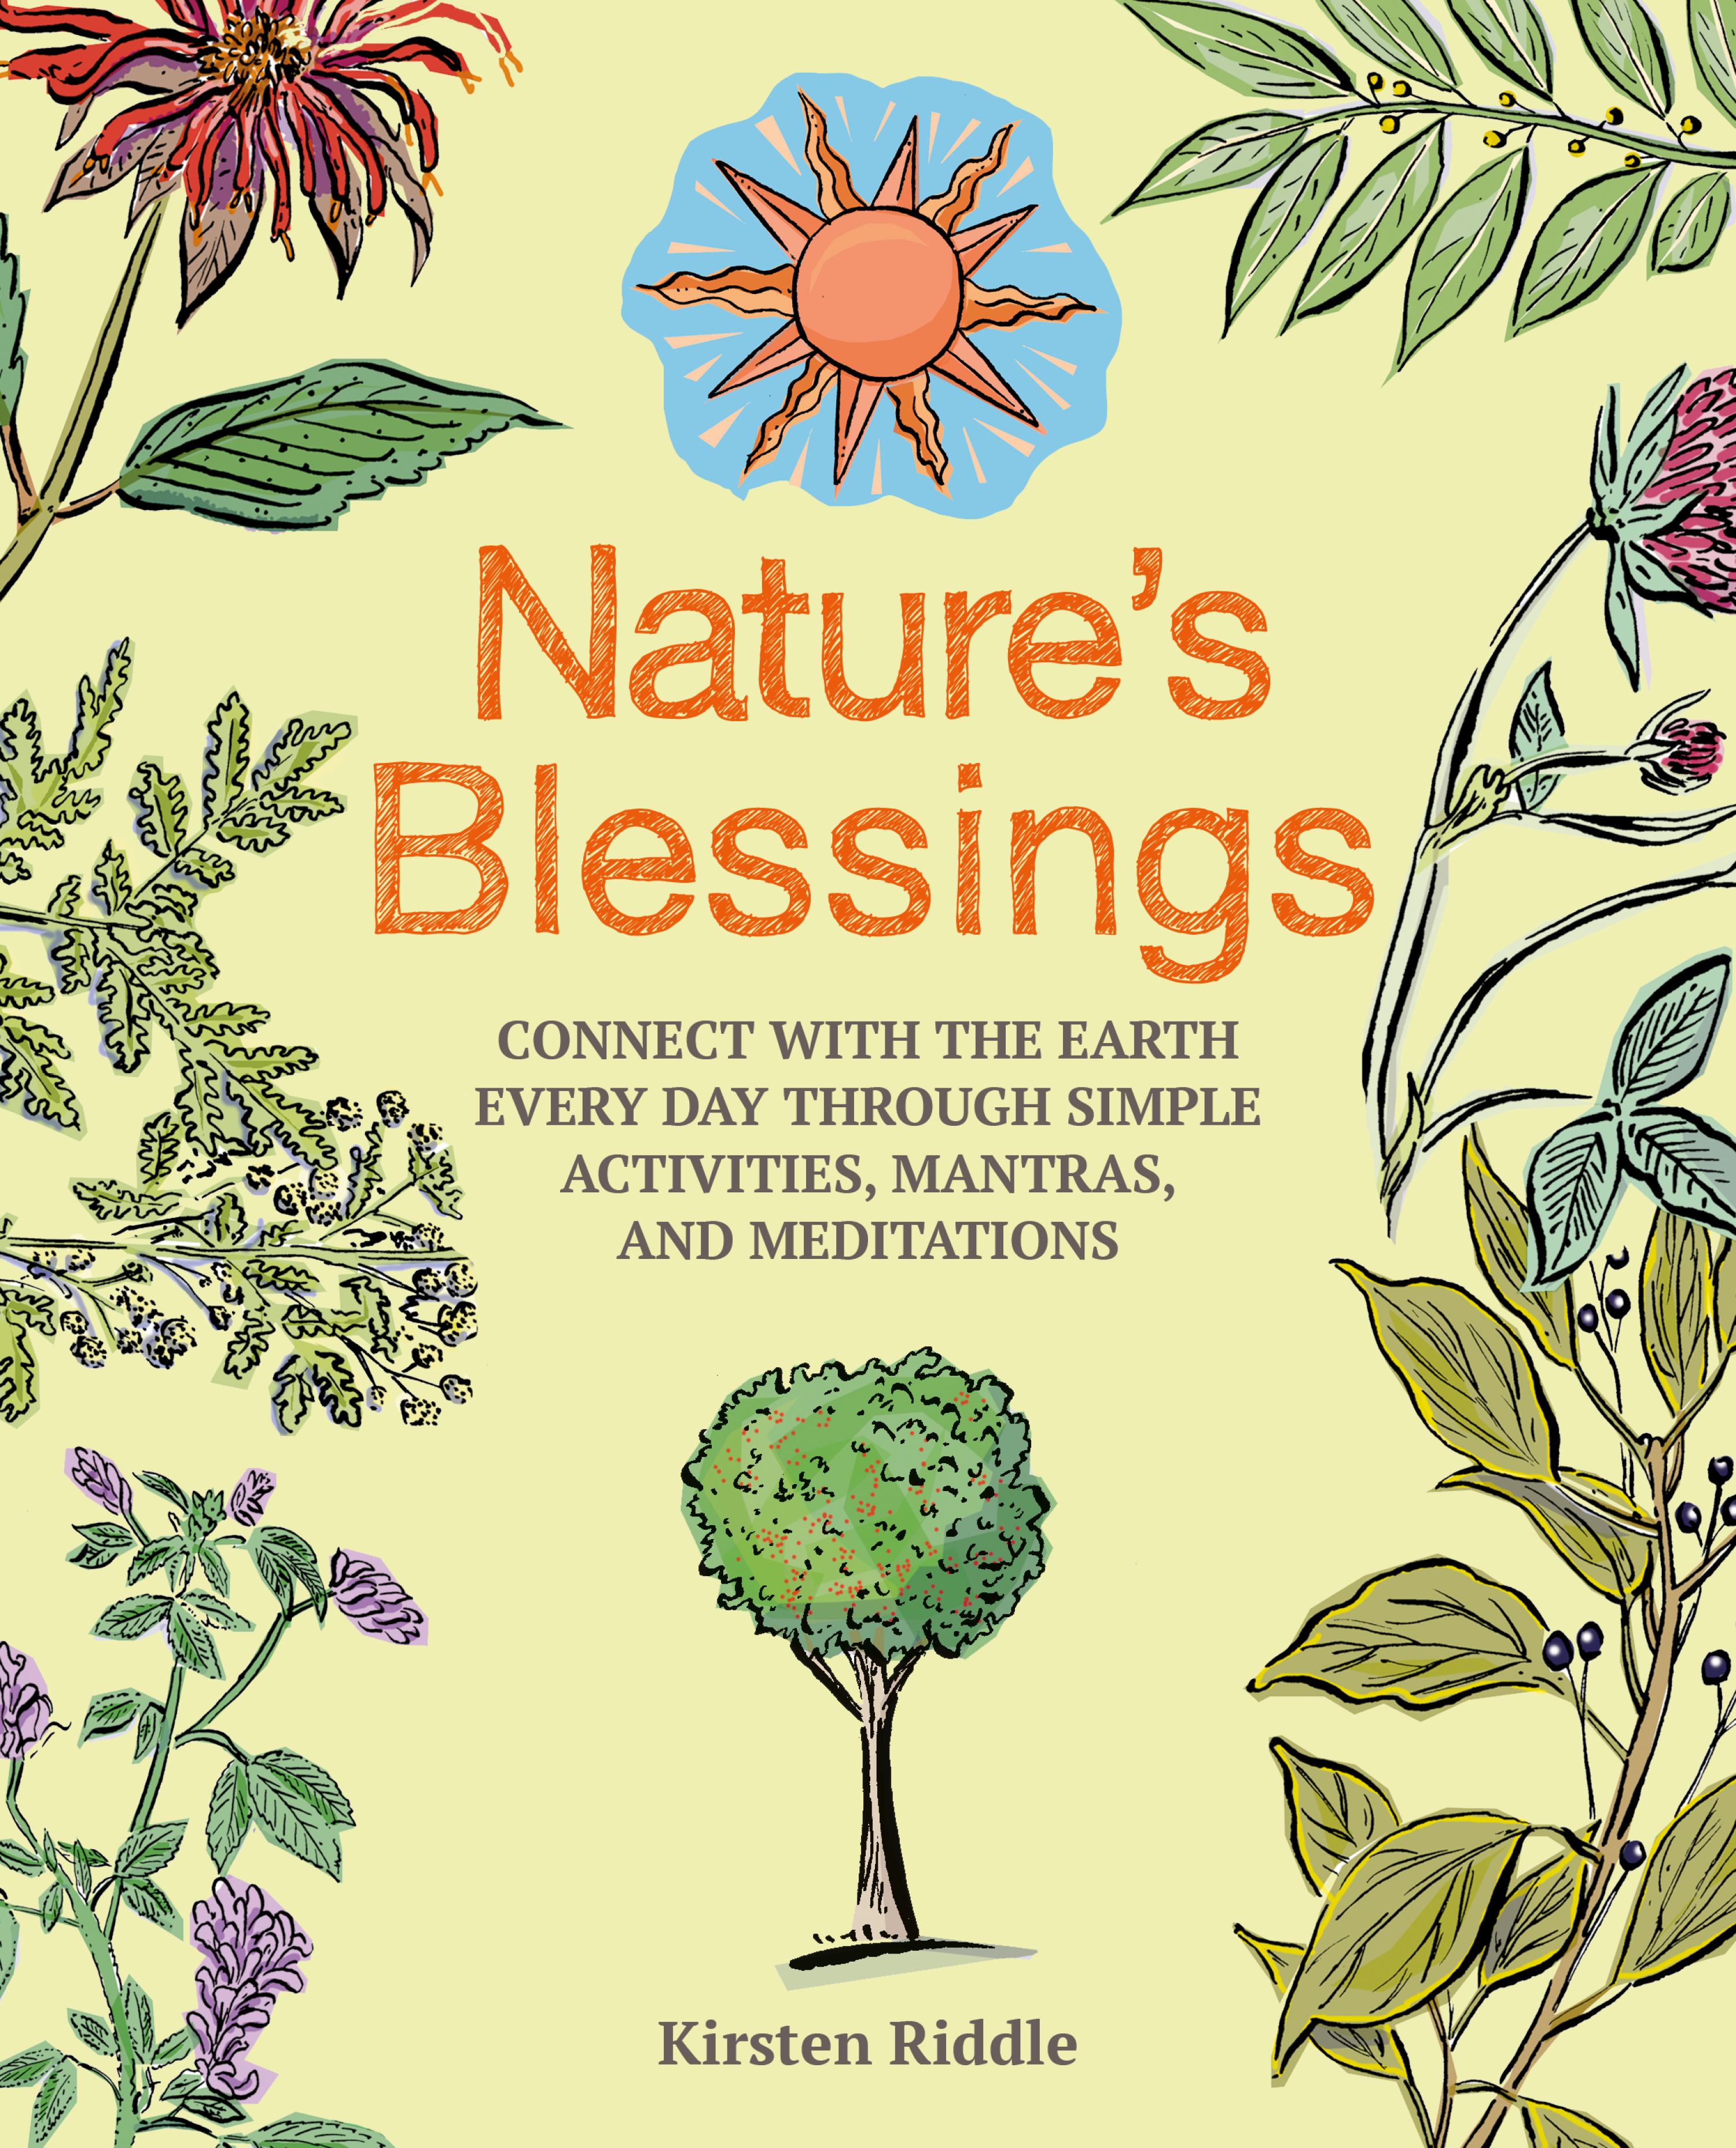 Nature’s
Blessings
CONNECT WITH THE EARTH
EVERY DAY THROUGH SIMPLE
ACTIVITIES, MANTRAS,
AND MEDITATIONS
Kirsten Riddle